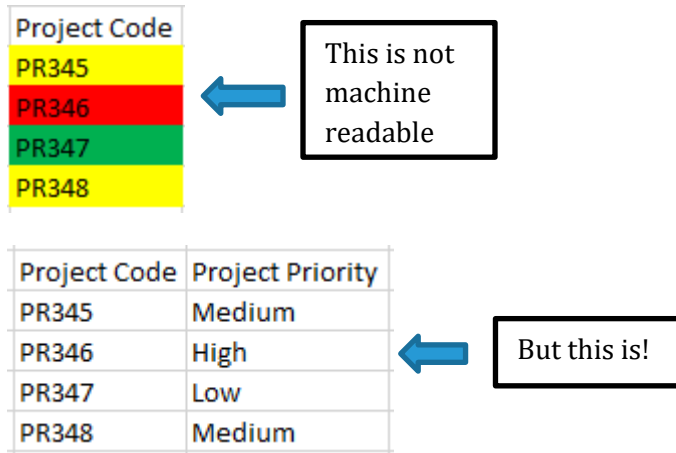 Project Code
PR345
PR346
PR347
PR348
This is not
machine
readable
Project Code Project Priority
PR345 Medium
PR346 High
PR347 Low
PR348 Medium
But this is!